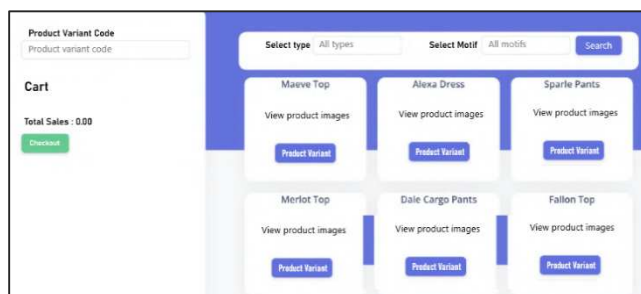 Product Variant Code
Product variant code
Cart
Total Sales : 0.00
Checkout
Select type All types Select Motif All motifs Search
Maeve Top Alexa Dress Sparle Pants
View product images View product images View product images
Product Variant Product Variant Product Variant
Merlot Top Dale Cargo Pants Fallon Top
View product images View product images View product images
Product Variant Product Variant Product Variant